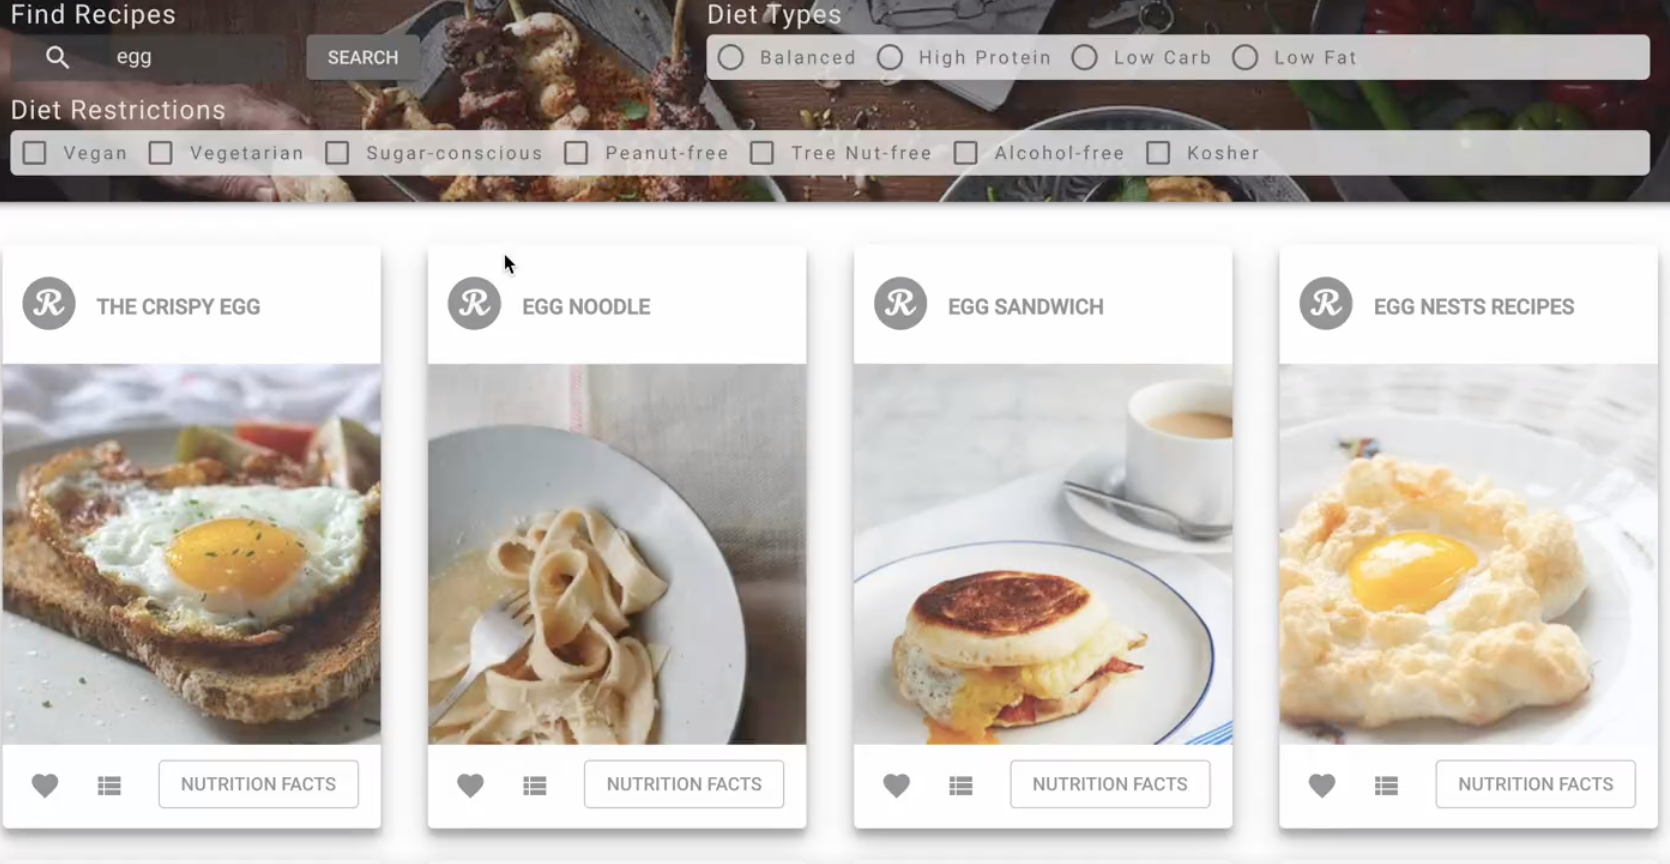 Find Recipes
egg
SEARCH
Diet Types
Balanced High Protein Low Carb Low Fat
Diet Restrictions
Vegan Vegetarian Sugar-conscious Peanut-free Tree Nut-free Alcohol-free Kosher
R THE CRISPY EGG
R EGG NOODLE
R EGG SANDWICH
R EGG NESTS RECIPES
NUTRITION FACTS
NUTRITION FACTS
NUTRITION FACTS
NUTRITION FACTS